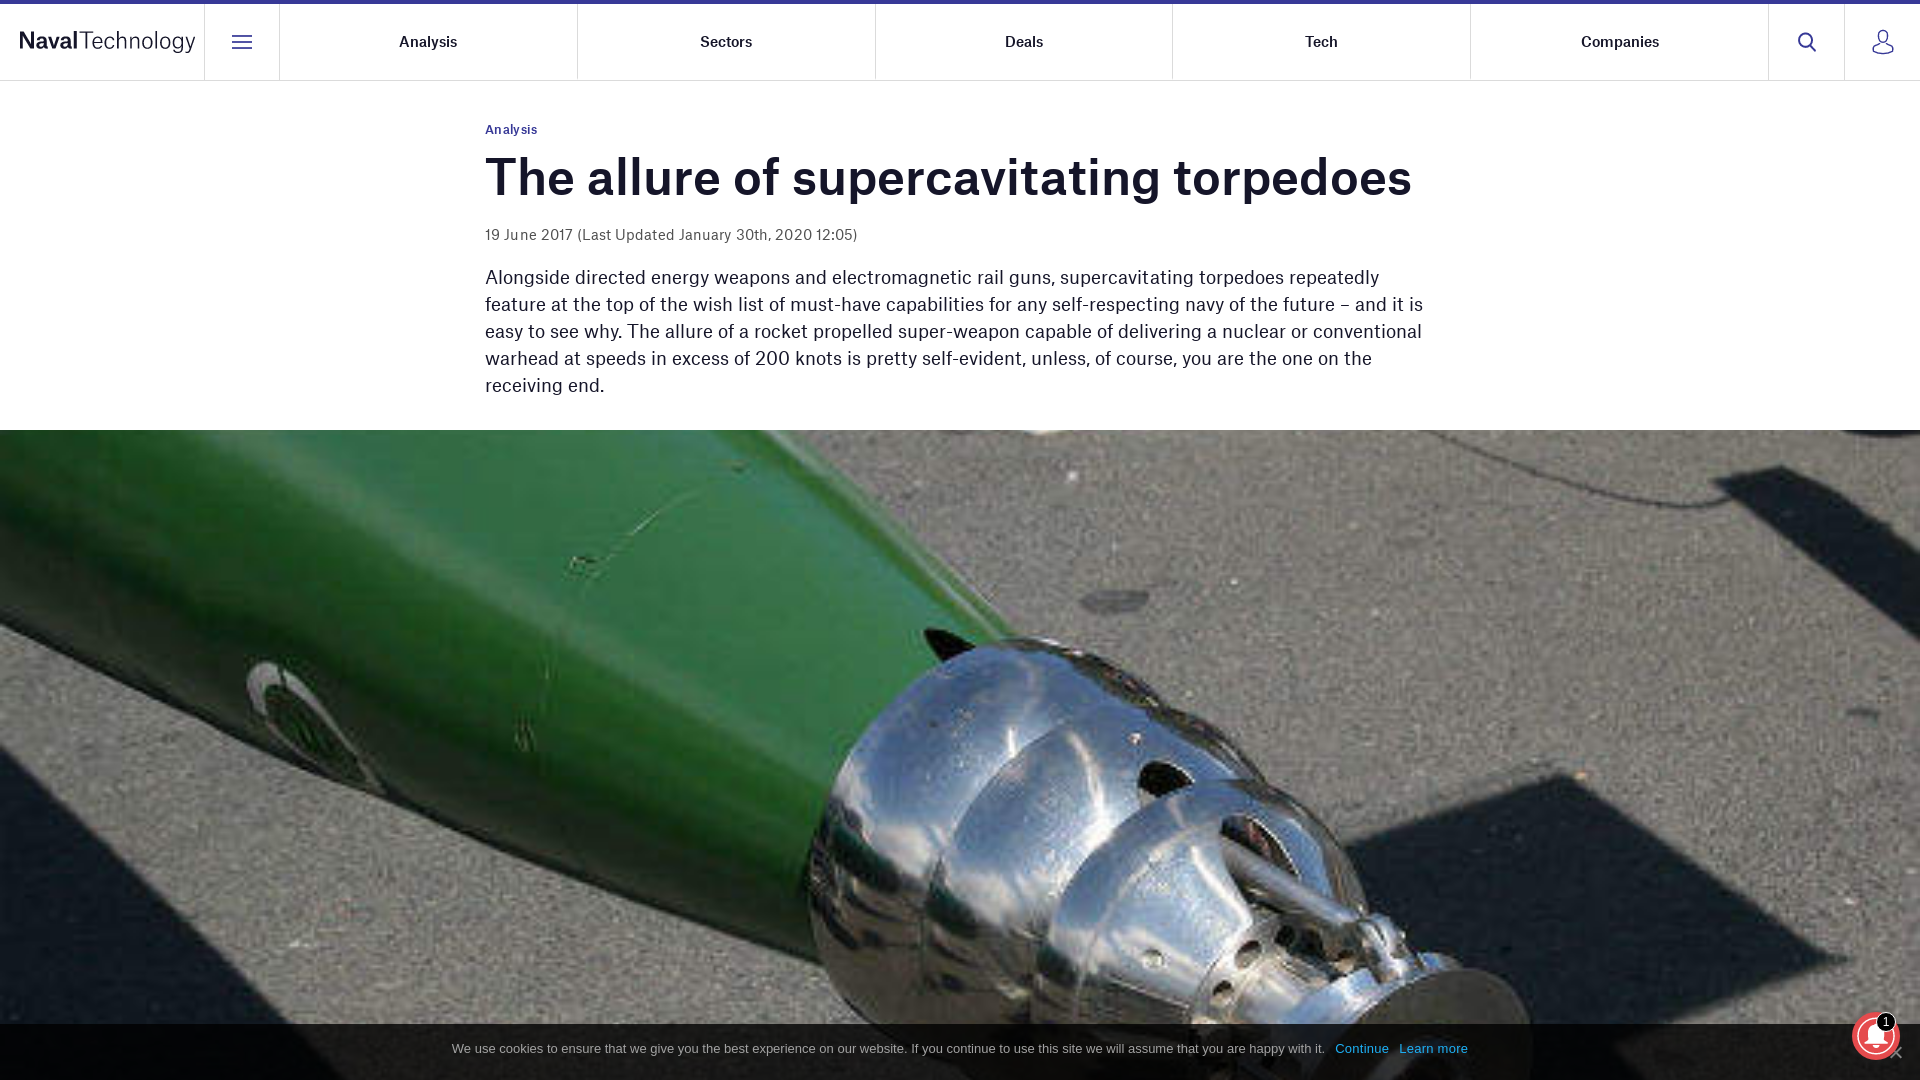 NavalTechnology
Analysis
Sectors
Deals
Tech
Companies
Analysis
The allure of supercavitating torpedoes
19 June 2017 (Last Updated January 30th, 2020 12:05)
Alongside directed energy weapons and electromagnetic rail guns, supercavitating torpedoes repeatedly
feature at the top of the wish list of must-have capabilities for any self-respecting navy of the future – and it is
easy to see why. The allure of a rocket propelled super-weapon capable of delivering a nuclear or conventional
warhead at speeds in excess of 200 knots is pretty self-evident, unless, of course, you are the one on the
receiving end.
We use cookies to ensure that we give you the best experience on our website. If you continue to use this site we will assume that you are happy with it. Continue Learn more
1